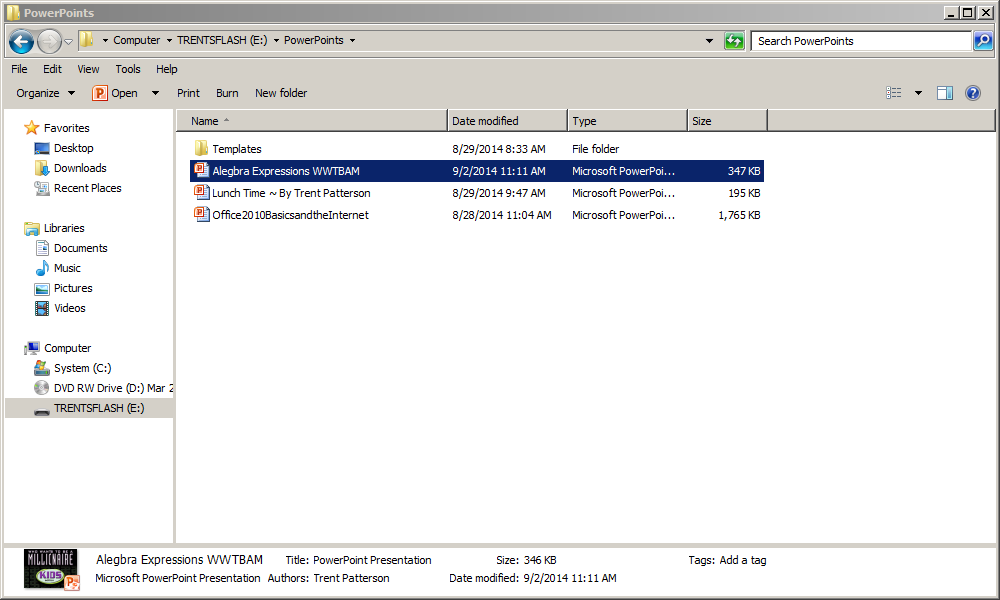 PowerPoints
Computer TRENTSFLASH (E:) PowerPoints Search PowerPoints
File Edit View Tools Help
Organize Open Print Burn New folder
Name Date modified Type Size
Favorites
Desktop
Downloads
Recent Places
Libraries
Documents
Music
Pictures
Videos
Computer
System (C:)
DVD RW Drive (D:) Mar 2
TRENTSFLASH (E:)
Templates 8/29/2014 8:33 AM File folder
Alegbra Expressions WWTBAM 9/2/2014 11:11 AM Microsoft PowerPoi... 347 KB
Lunch Time ~ By Trent Patterson 8/29/2014 9:47 AM Microsoft PowerPoi... 195 KB
Office2010BasicsandtheInternet 8/28/2014 11:04 AM Microsoft PowerPoi... 1,765 KB
WHO WANTS TO BE A
MILLIONAIRE
KIDS
Alegbra Expressions WWTBAM Title: PowerPoint Presentation Size: 346 KB Tags: Add a tag
Microsoft PowerPoint Presentation Authors: Trent Patterson Date modified: 9/2/2014 11:11 AM